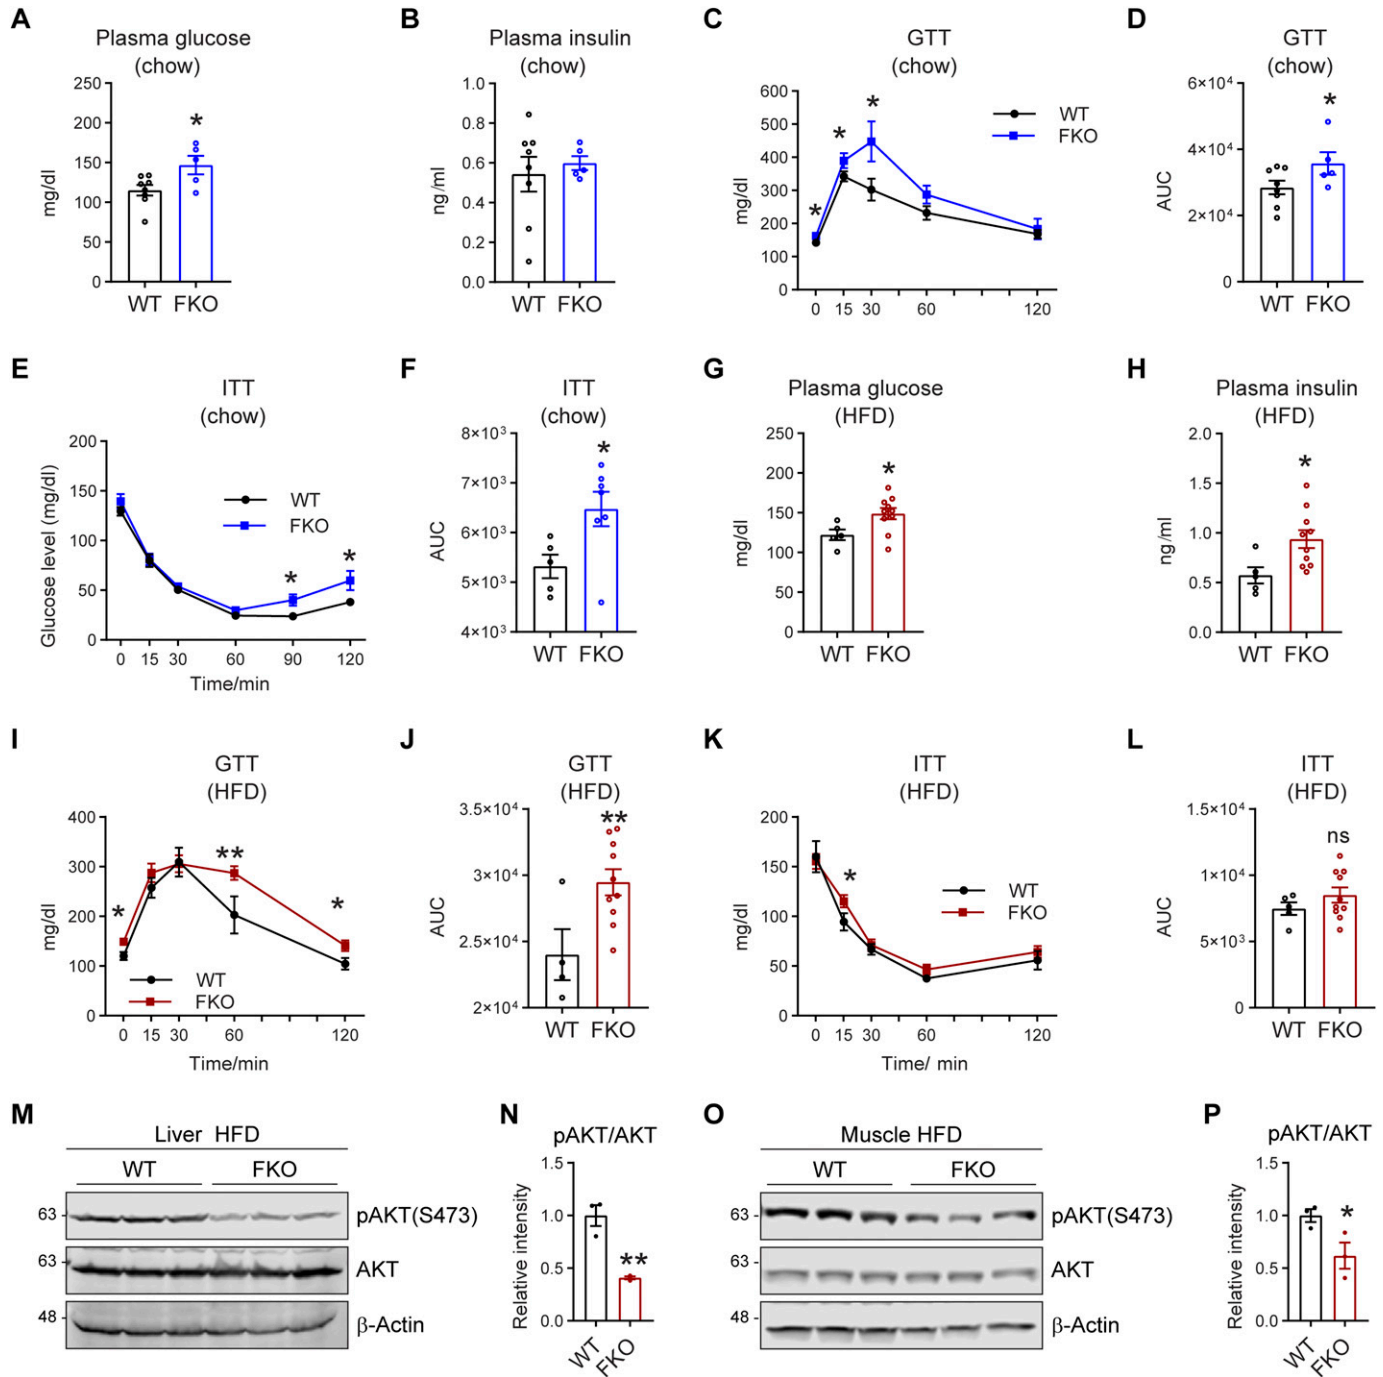 A
Plasma glucose
(chow)
250
200
150
100
50
0
mg/dl
*
WT FKO
B
Plasma insulin
(chow)
1.0
0.8
0.6
0.4
0.2
0.0
ng/ml
WT FKO
C
GTT
(chow)
600
500
400
300
200
100
0
mg/dl
*
*
*
WT
FKO
0 15 30 60 120
D
GTT
(chow)
6×10⁴
4×10⁴
2×10⁴
0
AUC
*
WT FKO
E
ITT
(chow)
200
150
100
50
0
Glucose level (mg/dl)
WT
FKO
*
*
0 15 30 60 90 120
Time/min
F
ITT
(chow)
8×10³
7×10³
6×10³
5×10³
4×10³
AUC
*
WT FKO
G
Plasma glucose
(HFD)
250
200
150
100
50
0
mg/dl
*
WT FKO
H
Plasma insulin
(HFD)
2.0
1.5
1.0
0.5
0.0
ng/ml
*
WT FKO
I
GTT
(HFD)
400
300
200
100
0
mg/dl
*
**
*
WT
FKO
0 15 30 60 120
Time/min
J
GTT
(HFD)
3.5×10⁴
3×10⁴
2.5×10⁴
2×10⁴
AUC
**
WT FKO
K
ITT
(HFD)
200
150
100
50
0
mg/dl
*
WT
FKO
0 15 30 60 120
Time/ min
L
ITT
(HFD)
1.5×10⁴
1×10⁴
5×10³
0
AUC
ns
WT FKO
M
Liver HFD
WT FKO
63
pAKT(S473)
63
AKT
48
β-Actin
N
pAKT/AKT
1.5
1.0
0.5
0.0
Relative intensity
**
WT
FKO
O
Muscle HFD
WT FKO
63
pAKT(S473)
63
AKT
48
β-Actin
P
pAKT/AKT
1.5
1.0
0.5
0.0
Relative intensity
*
WT
FKO